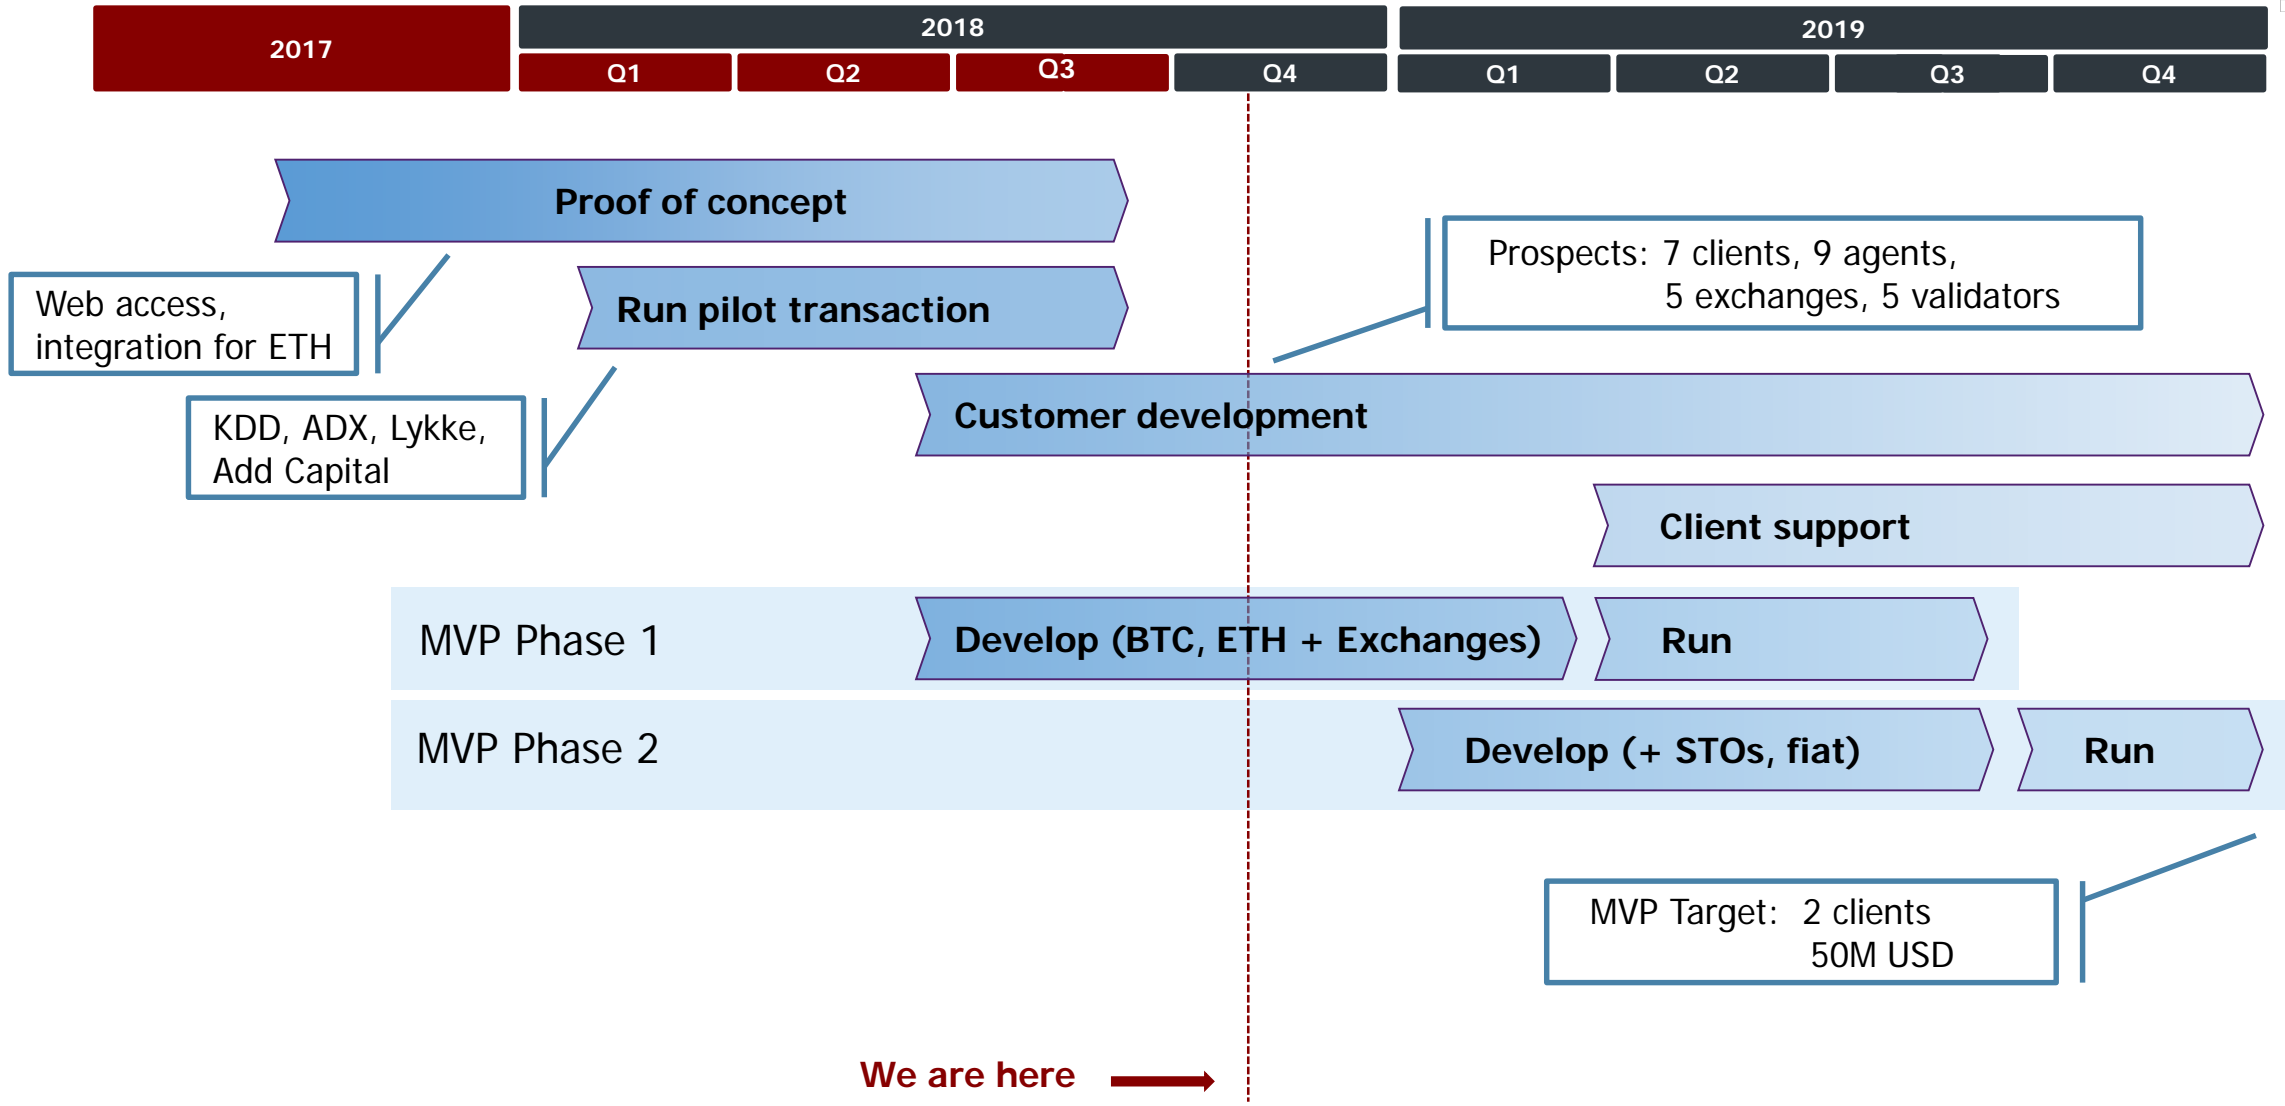 2017
2018
2019
Q1
Q2
Q3
Q4
Q1
Q2
Q3
Q4
Proof of concept
Web access,
integration for ETH
Run pilot transaction
Prospects: 7 clients, 9 agents,
5 exchanges, 5 validators
KDD, ADX, Lykke,
Add Capital
Customer development
Client support
MVP Phase 1
Develop (BTC, ETH + Exchanges)
Run
MVP Phase 2
Develop (+ STOs, fiat)
Run
MVP Target: 2 clients
50M USD
We are here